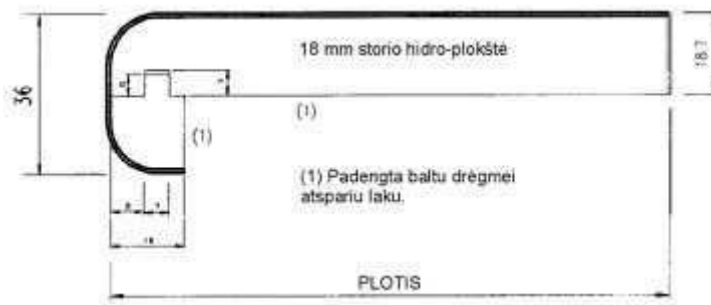 18 mm storio hidro-plokštė
18.7
36
(1)
(1)
(1) Padengta baltu drėgmei
atspariu laku.
PLOTIS